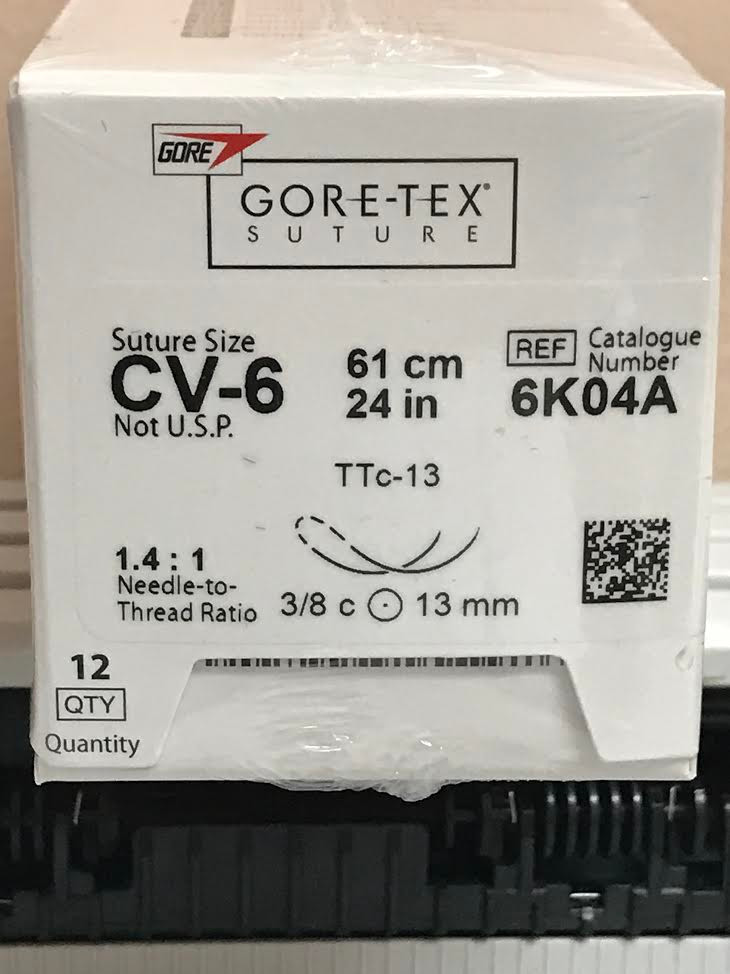 GORE
GORE-TEX®
SUTURE
Suture Size
CV-6
Not U.S.P.
61 cm
24 in
REF Catalogue Number
6K04A
TTc-13
1.4 : 1
Needle-to-
Thread Ratio
3/8 c 13 mm
12
QTY
Quantity